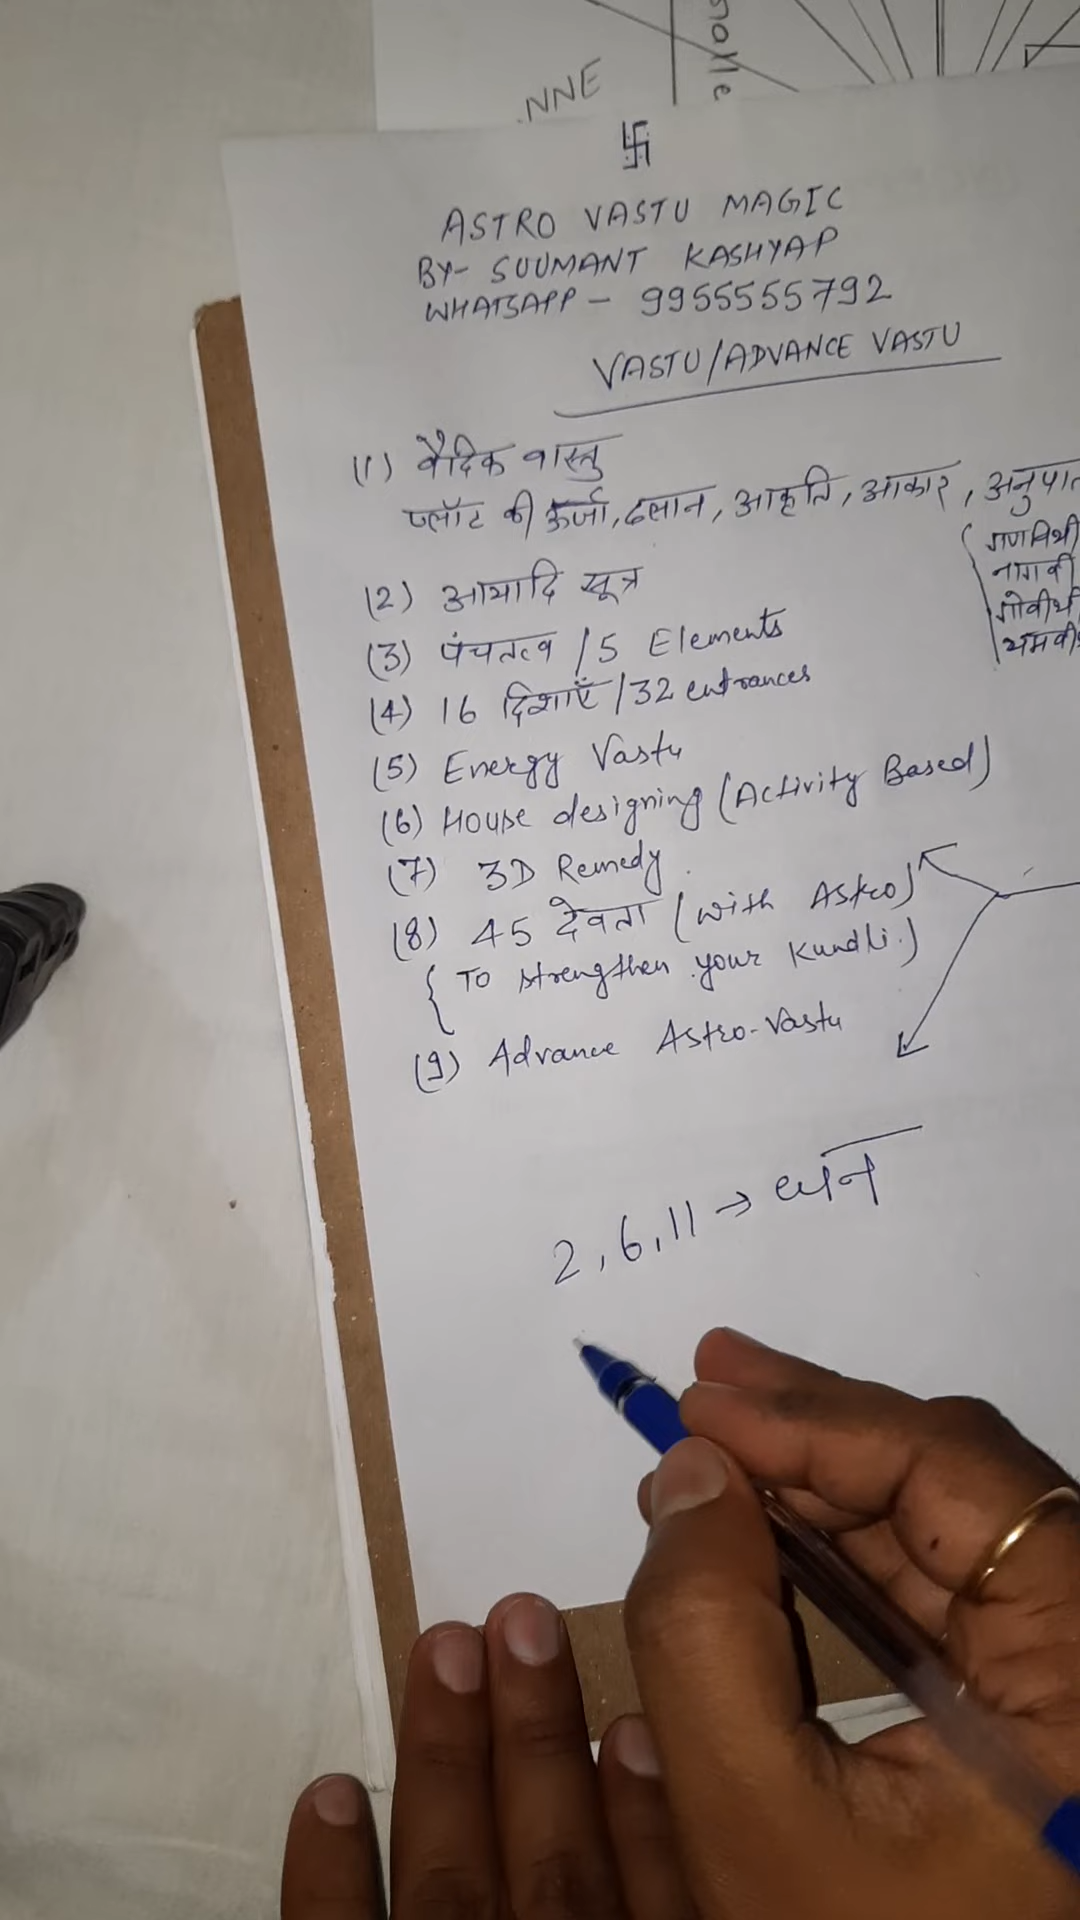 NNE
卐
ASTRO VASTU MAGIC
BY- SUUMANT KASHYAP
WHATSAPP - 9955555792
VASTU/ADVANCE VASTU
(1) वैदिक वास्तु
प्लॉट की ऊर्जा, ढलान, आकृति, आकार, अनुपात
(2) आयादि सूत्र
(3) पंचतत्व / 5 Elements
(4) 16 दिशाएँ / 32 entrances
(5) Energy Vastu
(6) House designing (Activity Based)
(7) 3D Remedy
(8) 45 देवता (with Astro)
{ To strengthen your Kundli.)
(9) Advance Astro-Vastu
2, 6, 11 → धन